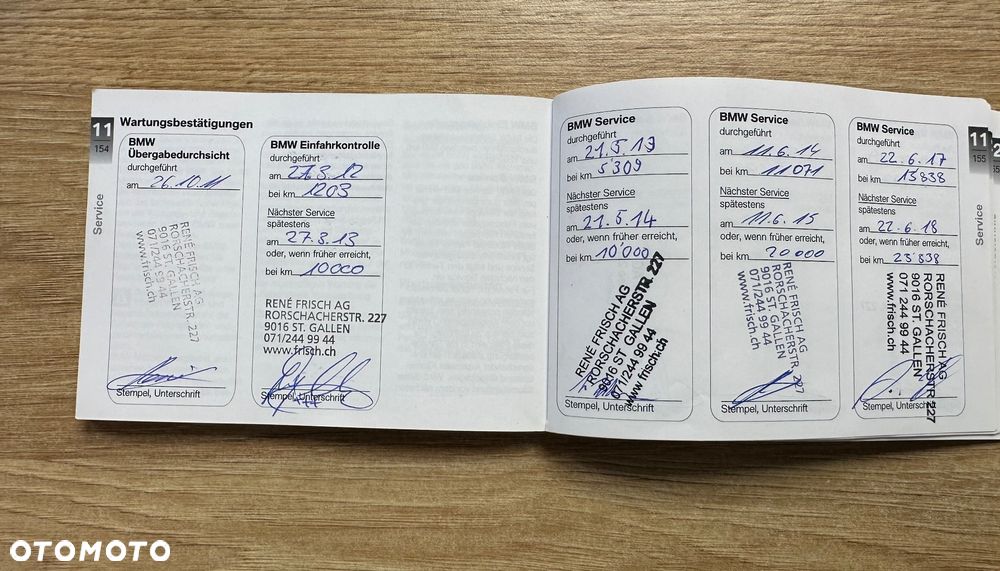 11
154
Service
Wartungsbestätigungen
BMW
Übergabedurchsicht
durchgeführt
am 26.10.11
RENÉ FRISCH AG
RORSCHACHERSTR. 227
9016 ST. GALLEN
071/244 99 44
www.frisch.ch
Stempel, Unterschrift
BMW Einfahrkontrolle
durchgeführt
am 27.3.12
bei km 1203
Nächster Service
spätestens
am 27.3.13
oder, wenn früher erreicht,
bei km 10000
RENÉ FRISCH AG
RORSCHACHERSTR. 227
9016 ST. GALLEN
071/244 99 44
www.frisch.ch
Stempel, Unterschrift
BMW Service
durchgeführt
am 21.5.13
bei km 5'309
Nächster Service
spätestens
am 21.5.14
oder, wenn früher erreicht,
bei km 10'000
RENÉ FRISCH AG
RORSCHACHERSTR. 227
9016 ST. GALLEN
071/244 99 44
www.frisch.ch
Stempel, Unterschrift
BMW Service
durchgeführt
am 11.6.14
bei km 11071
Nächster Service
spätestens
am 11.6.15
oder, wenn früher erreicht,
bei km 20000
RENÉ FRISCH AG
RORSCHACHERSTR. 227
9016 ST. GALLEN
071/244 99 44
www.frisch.ch
Stempel, Unterschrift
BMW Service
durchgeführt
am 22.6.17
bei km 13838
Nächster Service
spätestens
am 22.6.18
oder, wenn früher erreicht,
bei km 23'838
RENÉ FRISCH AG
RORSCHACHERSTR 227
9016 ST. GALLEN
071 244 99 44
www.frisch.ch
Stempel, Unterschrift
11
155
Service
OTOMOTO